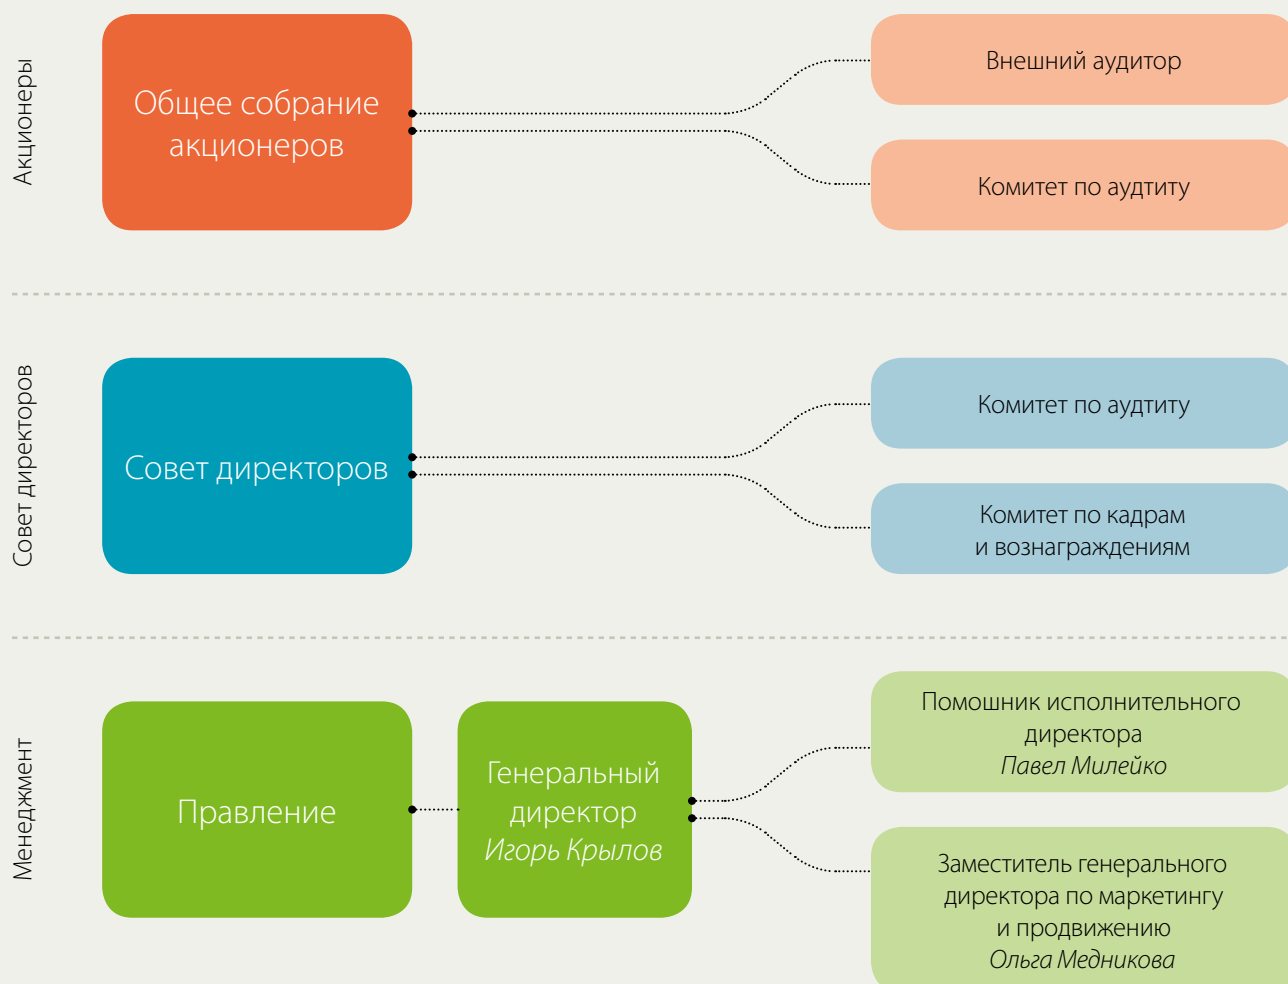 Акционеры
Общее собрание
акционеров
Внешний аудитор
Комитет по аудтиту
Совет директоров
Совет директоров
Комитет по аудтиту
Комитет по кадрам
и вознаграждениям
Менеджмент
Правление
Генеральный
директор
Игорь Крылов
Помошник исполнительного
директора
Павел Милейко
Заместитель генерального
директора по маркетингу
и продвижению
Ольга Медникова